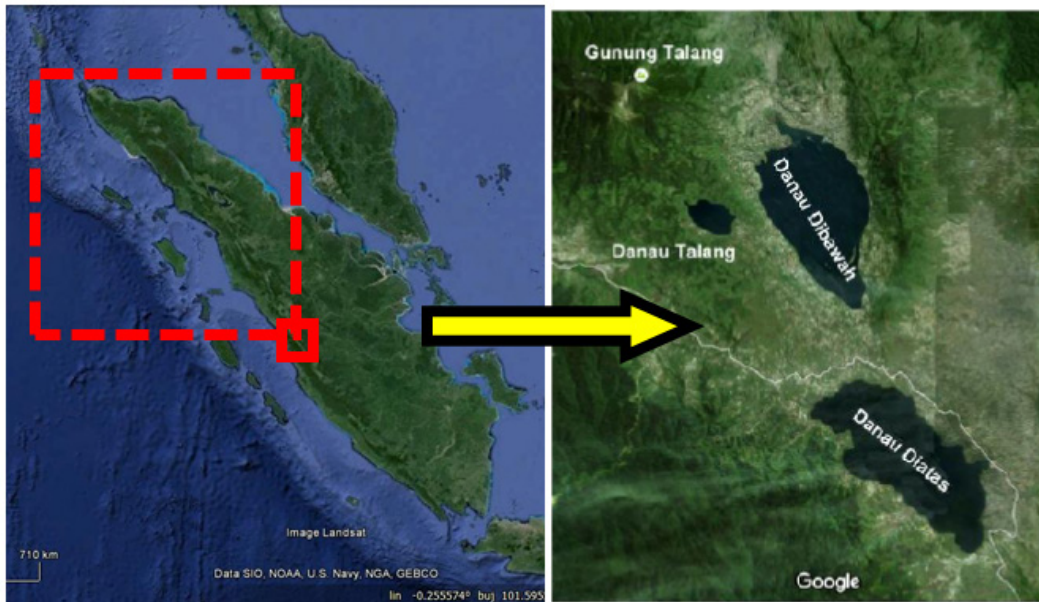 Image Landsat
710 km
Data SIO, NOAA, U.S. Navy, NGA, GEBCO
lin -0.255574° buj 101.595
Gunung Talang
Danau Dibawah
Danau Talang
Danau Diatas
Google